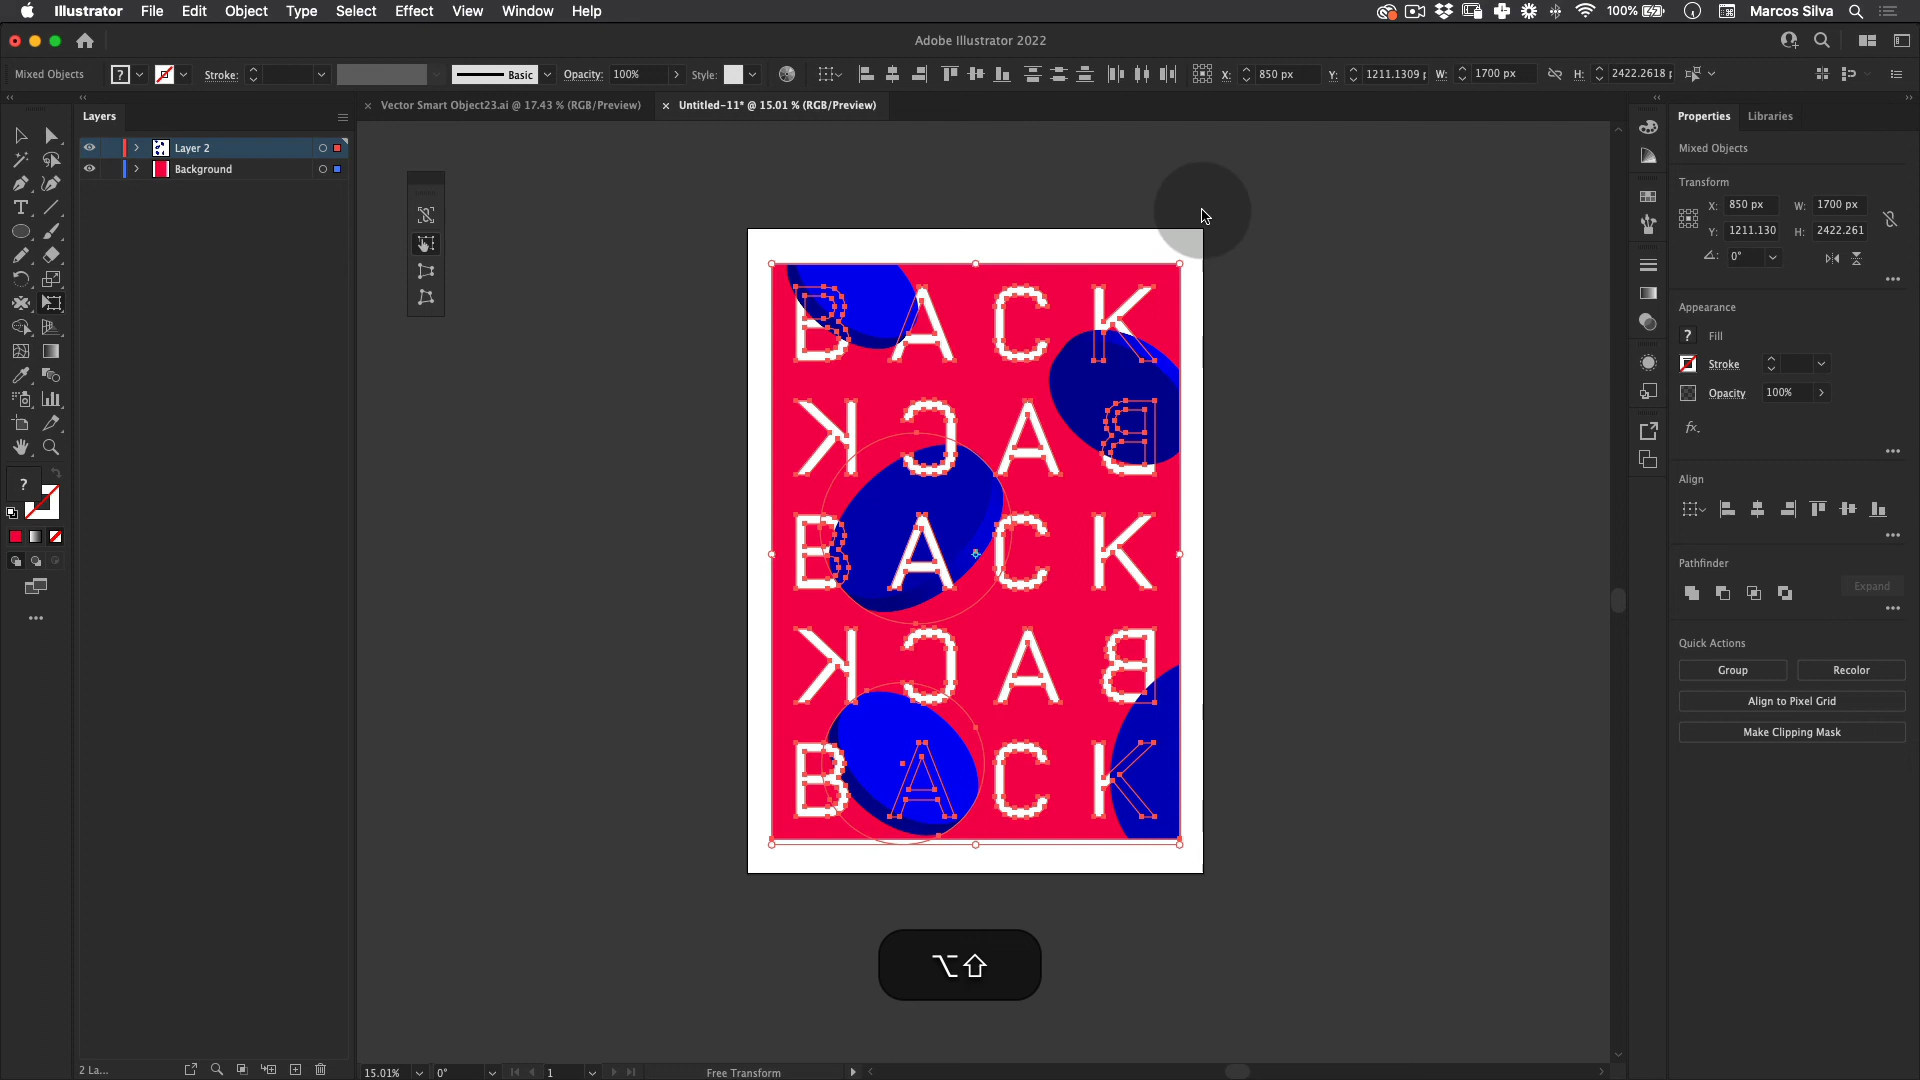 Illustrator File Edit Object Type Select Effect View Window Help 100% Marcos Silva
Adobe Illustrator 2022
Mixed Objects ? Stroke: Basic Opacity: 100% Style: X: 850 px Y: 1211.1309 W: 1700 px H: 2422.2618
Layers
Vector Smart Object23.ai @ 17.43 % (RGB/Preview)
Untitled-11* @ 15.01 % (RGB/Preview)
Properties Libraries
Layer 2
Background
Mixed Objects
Transform
X: 850 px W: 1700 px
Y: 1211.130 H: 2422.261
0°
Appearance
? Fill
Stroke
Opacity 100%
fx.
Align
Pathfinder
Expand
Quick Actions
Group Recolor
Align to Pixel Grid
Make Clipping Mask
BACK
KCAB
BACK
KCAB
BACK
?
⌥⇧
2 La...
15.01% 0° 1 Free Transform